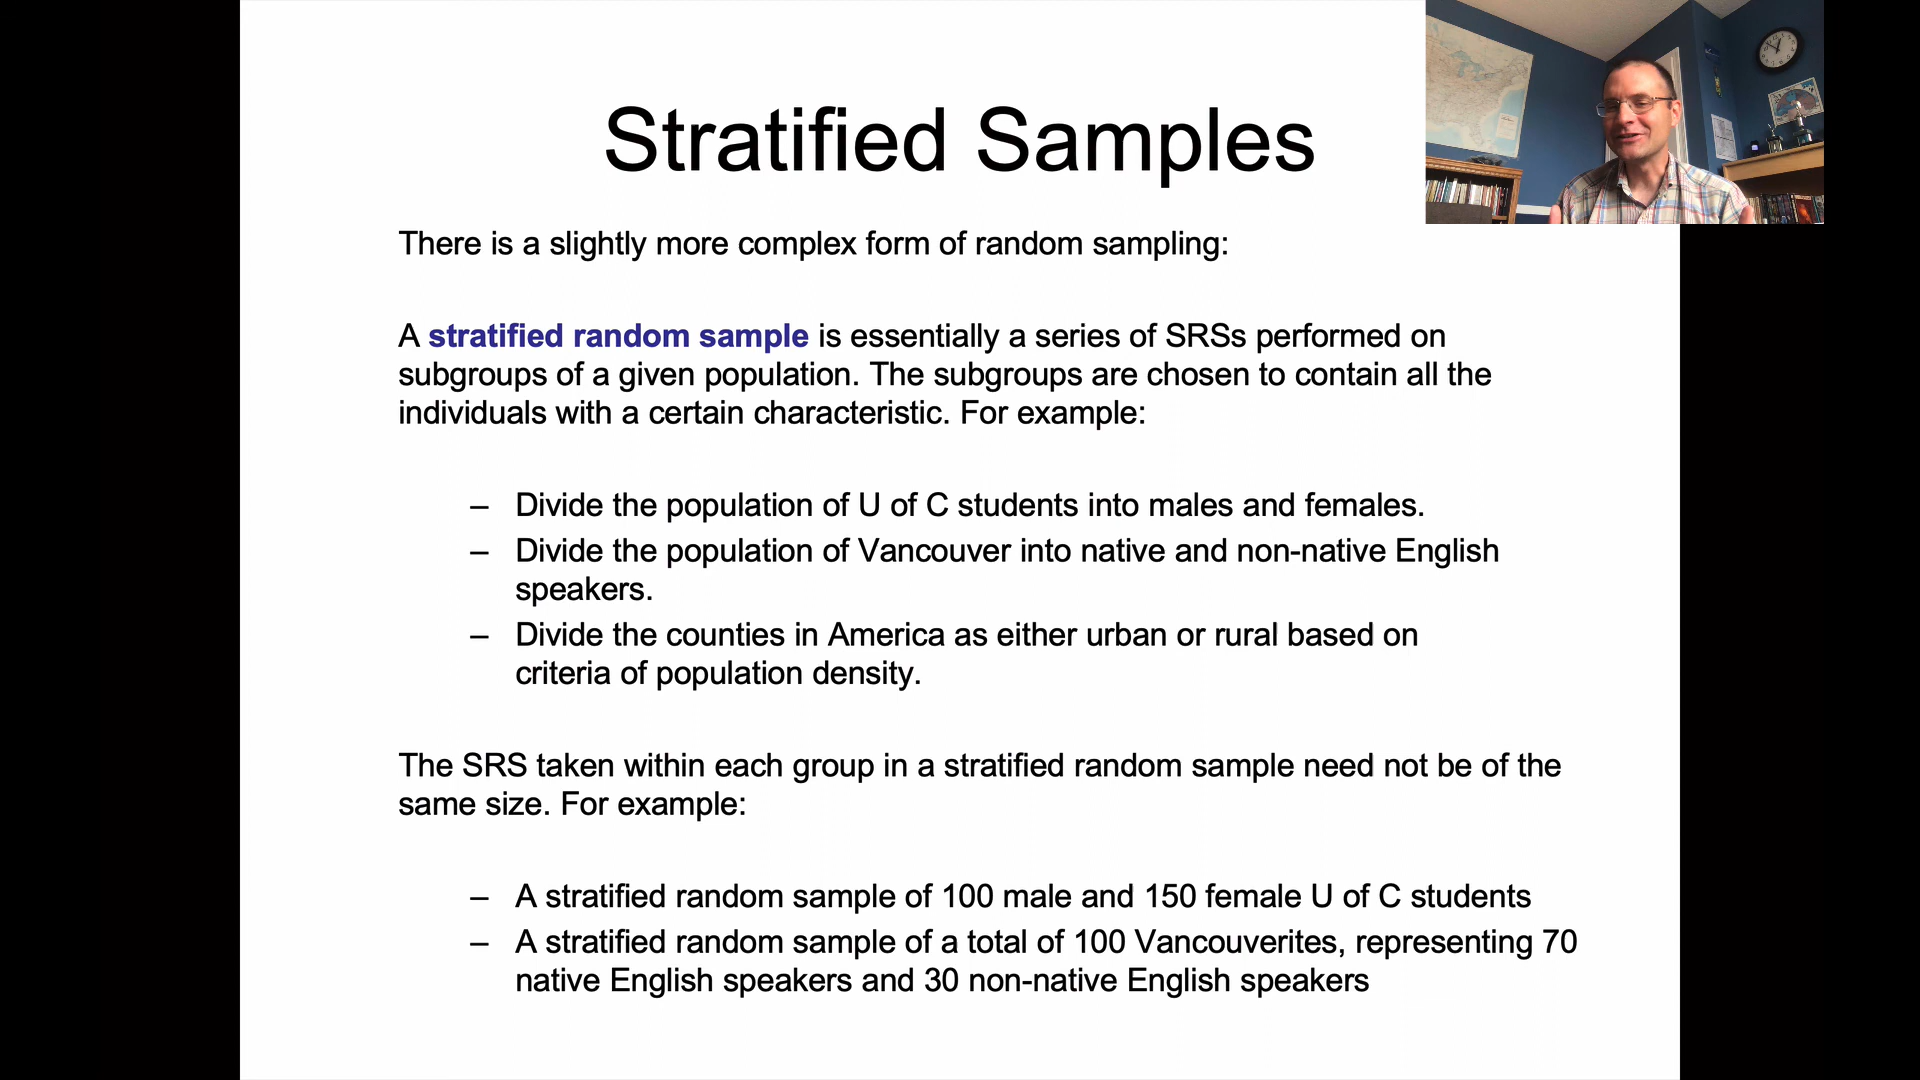 Stratified Samples
There is a slightly more complex form of random sampling:
A stratified random sample is essentially a series of SRSs performed on
subgroups of a given population. The subgroups are chosen to contain all the
individuals with a certain characteristic. For example:
– Divide the population of U of C students into males and females.
– Divide the population of Vancouver into native and non-native English
speakers.
– Divide the counties in America as either urban or rural based on
criteria of population density.
The SRS taken within each group in a stratified random sample need not be of the
same size. For example:
– A stratified random sample of 100 male and 150 female U of C students
– A stratified random sample of a total of 100 Vancouverites, representing 70
native English speakers and 30 non-native English speakers